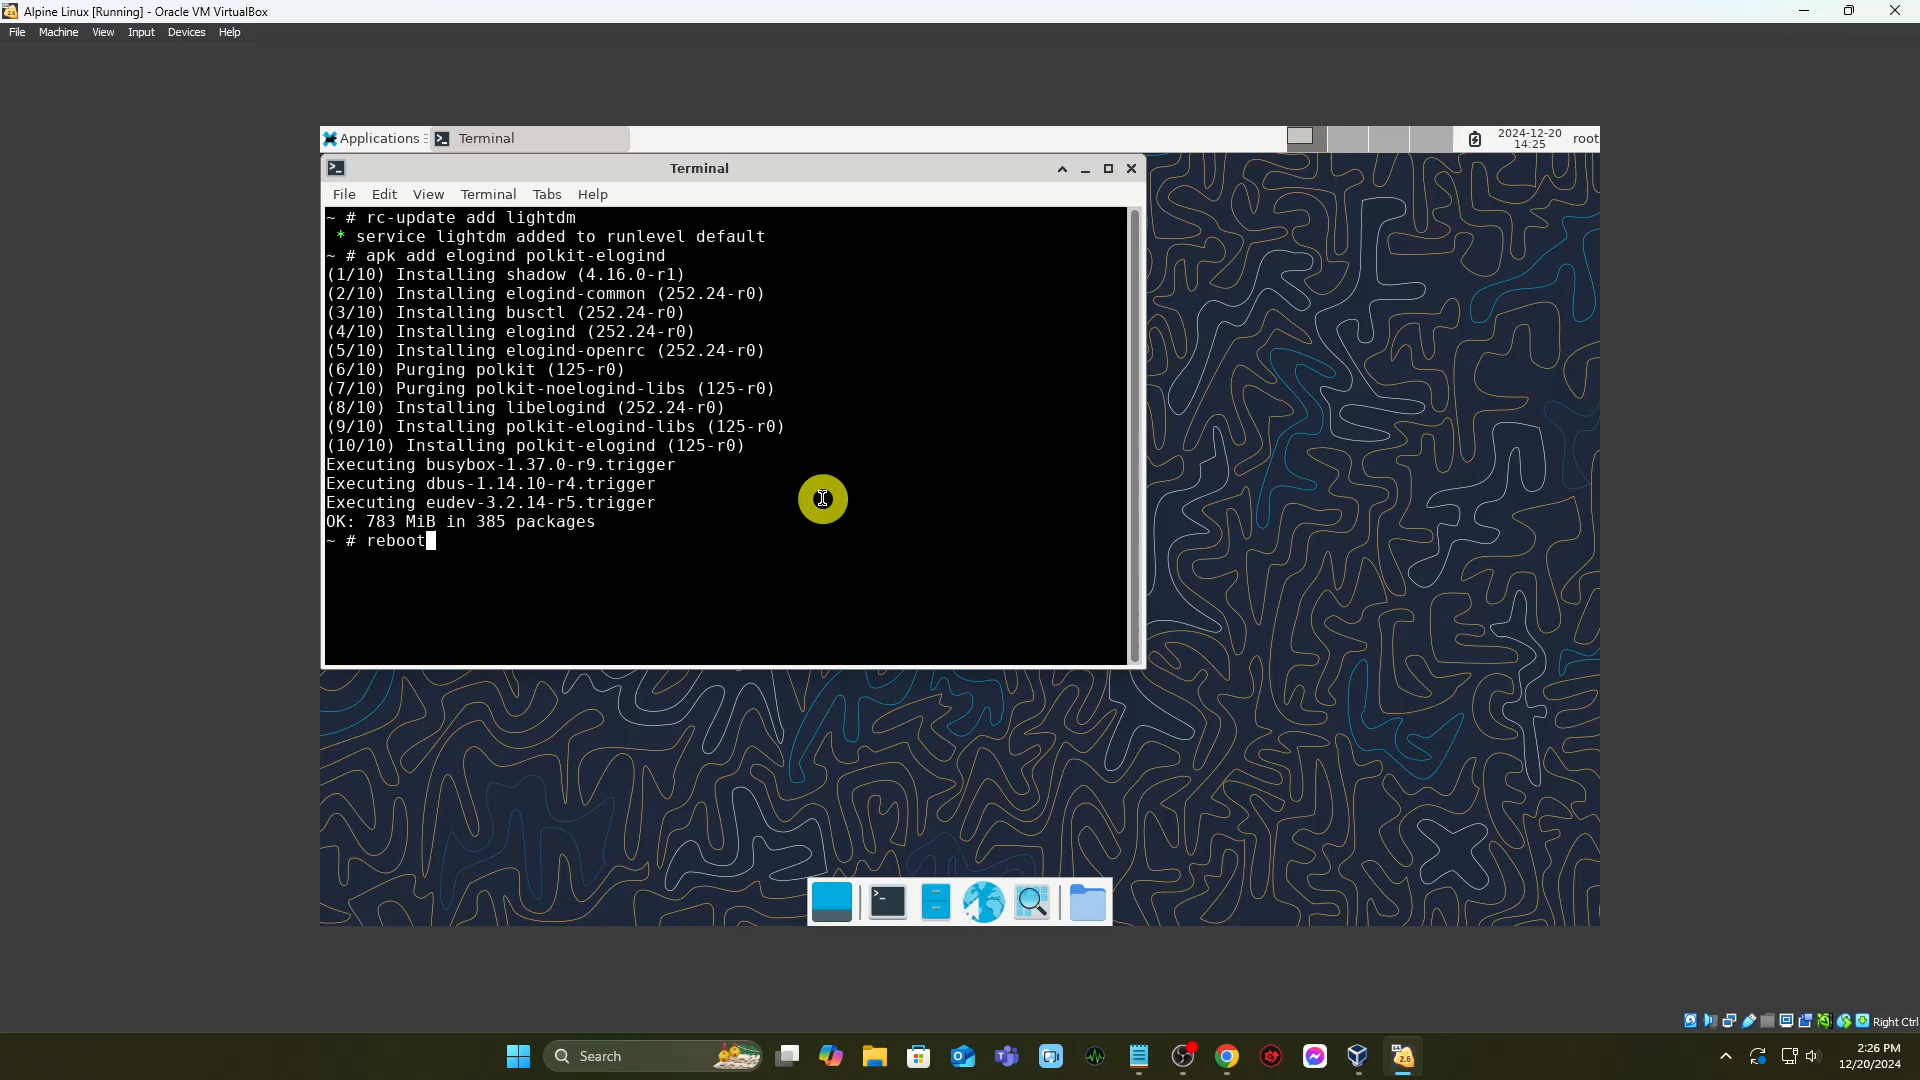 Alpine Linux [Running] - Oracle VM VirtualBox
File Machine View Input Devices Help
Applications Terminal 2024-12-20 root
14:25
Terminal
File Edit View Terminal Tabs Help
~ # rc-update add lightdm
 * service lightdm added to runlevel default
~ # apk add elogind polkit-elogind
(1/10) Installing shadow (4.16.0-r1)
(2/10) Installing elogind-common (252.24-r0)
(3/10) Installing busctl (252.24-r0)
(4/10) Installing elogind (252.24-r0)
(5/10) Installing elogind-openrc (252.24-r0)
(6/10) Purging polkit (125-r0)
(7/10) Purging polkit-noelogind-libs (125-r0)
(8/10) Installing libelogind (252.24-r0)
(9/10) Installing polkit-elogind-libs (125-r0)
(10/10) Installing polkit-elogind (125-r0)
Executing busybox-1.37.0-r9.trigger
Executing dbus-1.14.10-r4.trigger
Executing eudev-3.2.14-r5.trigger
OK: 783 MiB in 385 packages
~ # reboot
Right Ctrl
Search
2:26 PM
12/20/2024